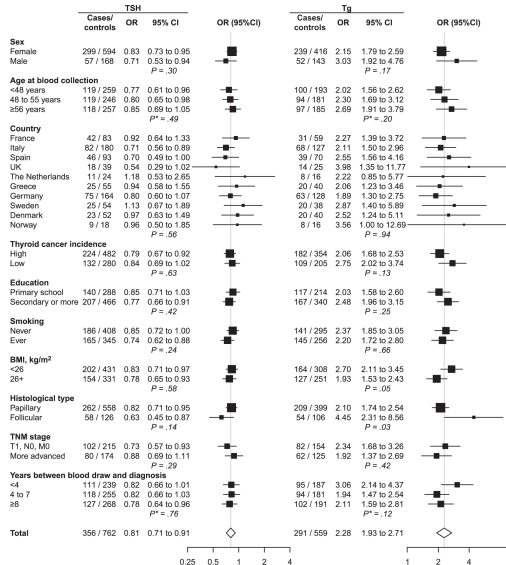 TSH Tg
Cases/ controls OR 95% CI OR (95%CI) Cases/ controls OR 95% CI OR (95%CI)
Sex
Female 299 / 594 0.83 0.73 to 0.95 239 / 416 2.15 1.79 to 2.59
Male 57 / 168 0.71 0.53 to 0.94 52 / 143 3.03 1.92 to 4.76
P = .30 P = .17
Age at blood collection
<48 years 119 / 259 0.77 0.61 to 0.96 100 / 193 2.02 1.56 to 2.62
48 to 55 years 119 / 246 0.80 0.65 to 0.98 94 / 181 2.30 1.69 to 3.12
≥56 years 118 / 257 0.85 0.69 to 1.05 97 / 185 2.69 1.91 to 3.79
P* = .49 P* = .20
Country
France 42 / 83 0.92 0.64 to 1.33 31 / 59 2.27 1.39 to 3.72
Italy 82 / 180 0.71 0.56 to 0.89 68 / 127 2.11 1.50 to 2.96
Spain 46 / 93 0.70 0.49 to 1.00 39 / 70 2.55 1.56 to 4.16
UK 18 / 39 0.54 0.29 to 1.02 14 / 25 3.98 1.35 to 11.77
The Netherlands 11 / 24 1.18 0.53 to 2.65 8 / 16 2.22 0.85 to 5.77
Greece 25 / 55 0.94 0.58 to 1.55 20 / 40 2.06 1.23 to 3.46
Germany 75 / 164 0.80 0.60 to 1.07 63 / 128 1.89 1.30 to 2.75
Sweden 25 / 54 1.13 0.67 to 1.89 20 / 38 2.87 1.40 to 5.89
Denmark 23 / 52 0.97 0.63 to 1.49 20 / 40 2.52 1.24 to 5.11
Norway 9 / 18 0.96 0.50 to 1.85 8 / 16 3.56 1.00 to 12.69
P = .56 P = .94
Thyroid cancer incidence
High 224 / 482 0.79 0.67 to 0.92 182 / 354 2.06 1.68 to 2.53
Low 132 / 280 0.84 0.69 to 1.02 109 / 205 2.75 2.02 to 3.74
P = .63 P = .13
Education
Primary school 140 / 288 0.85 0.71 to 1.03 117 / 214 2.03 1.58 to 2.60
Secondary or more 207 / 466 0.77 0.66 to 0.91 167 / 340 2.48 1.96 to 3.15
P = .42 P = .25
Smoking
Never 186 / 408 0.85 0.72 to 1.00 141 / 295 2.37 1.85 to 3.05
Ever 165 / 345 0.74 0.62 to 0.88 145 / 256 2.20 1.72 to 2.80
P = .24 P = .66
BMI, kg/m²
<26 202 / 431 0.83 0.71 to 0.97 164 / 308 2.70 2.11 to 3.45
26+ 154 / 331 0.78 0.65 to 0.93 127 / 251 1.93 1.53 to 2.43
P = .58 P = .05
Histological type
Papillary 262 / 558 0.82 0.71 to 0.95 209 / 399 2.10 1.74 to 2.54
Follicular 58 / 126 0.63 0.45 to 0.87 54 / 106 4.45 2.31 to 8.56
P = .14 P = .03
TNM stage
T1, N0, M0 102 / 215 0.73 0.57 to 0.93 82 / 154 2.34 1.68 to 3.26
More advanced 80 / 174 0.88 0.69 to 1.11 62 / 125 1.92 1.37 to 2.69
P = .29 P = .42
Years between blood draw and diagnosis
<4 111 / 239 0.82 0.66 to 1.01 95 / 187 3.06 2.14 to 4.37
4 to 7 118 / 255 0.82 0.66 to 1.03 94 / 181 1.94 1.47 to 2.54
≥8 127 / 268 0.78 0.64 to 0.96 102 / 191 2.11 1.59 to 2.81
P* = .76 P* = .12
Total 356 / 762 0.81 0.71 to 0.91 291 / 559 2.28 1.93 to 2.71
0.25 0.5 1 2 4 1 2 4